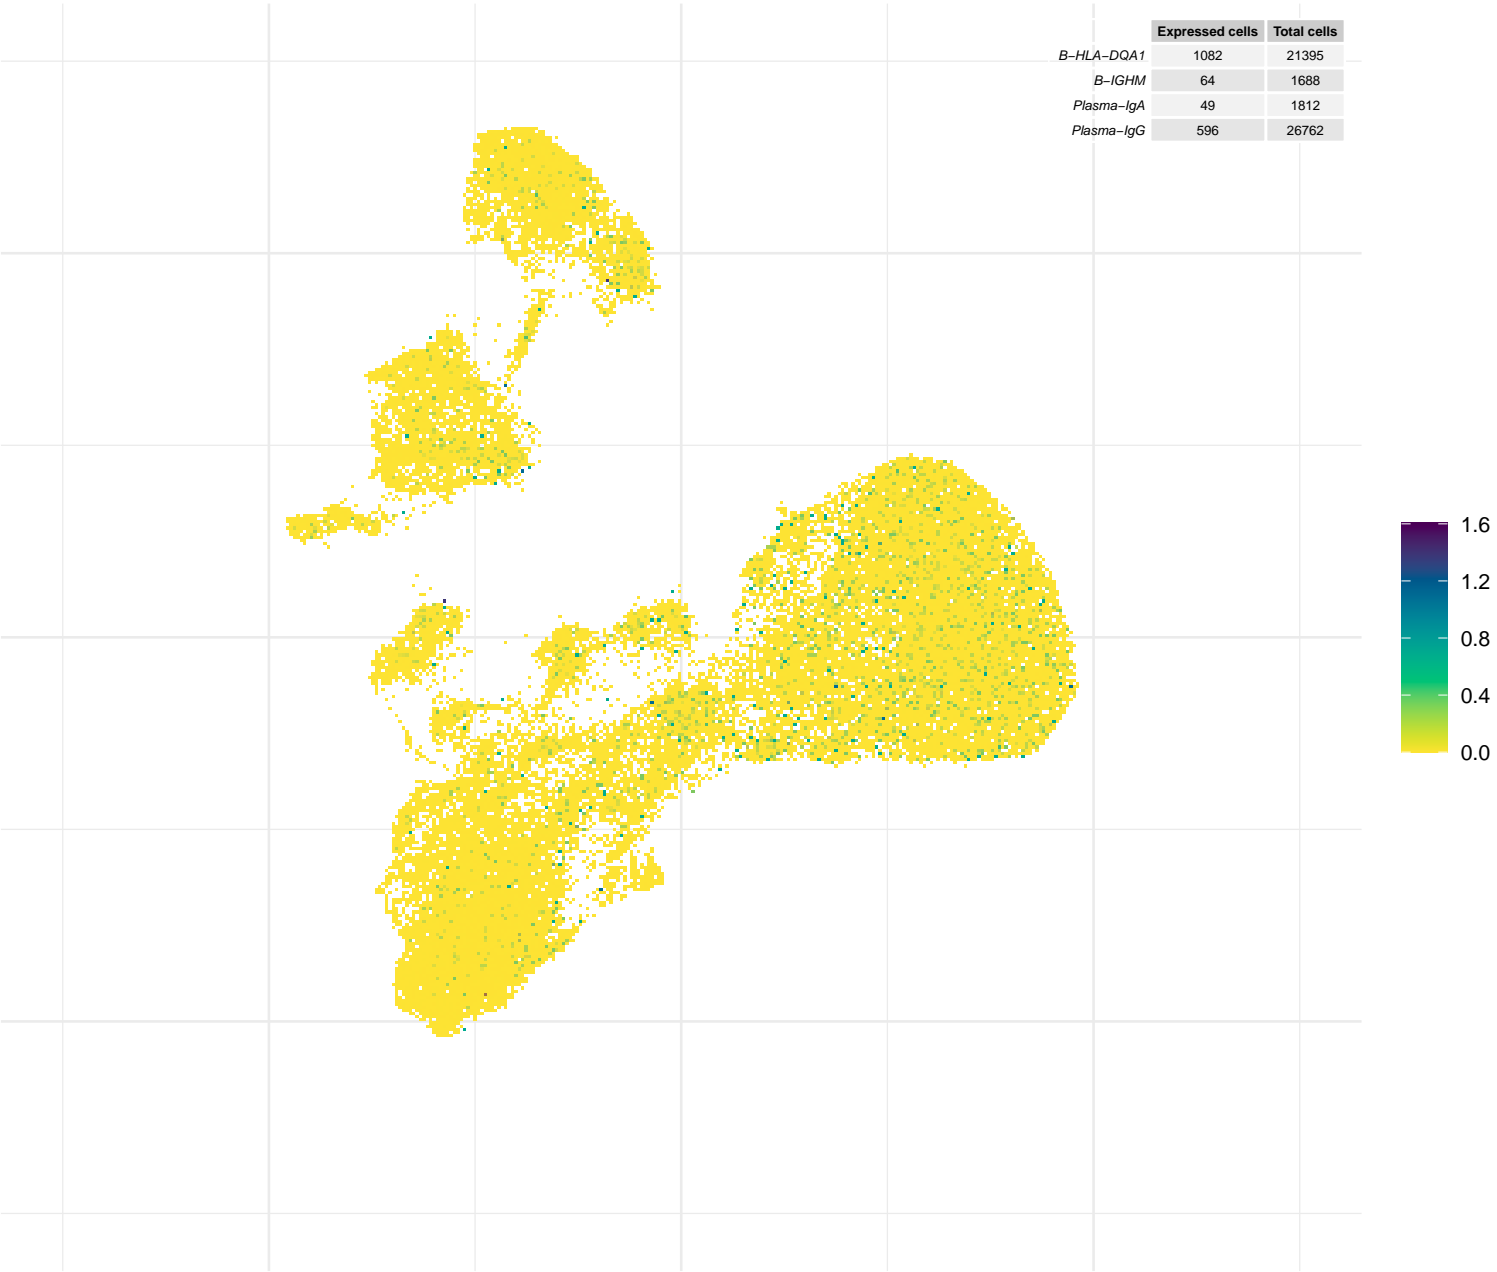 Expressed cells Total cells
B−HLA−DQA1 1082 21395
B−IGHM 64 1688
Plasma−IgA 49 1812
Plasma−IgG 596 26762
1.6
1.2
0.8
0.4
0.0